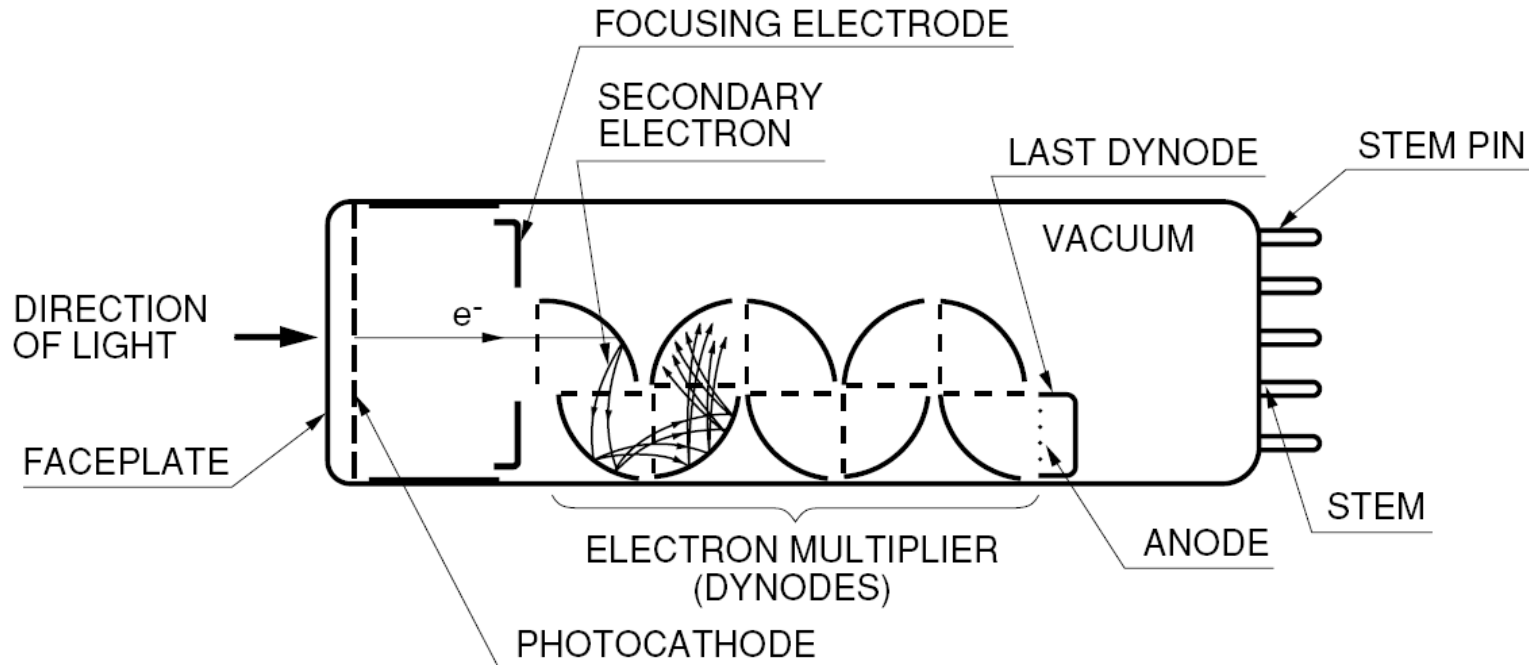 FOCUSING ELECTRODE
SECONDARY
ELECTRON
LAST DYNODE
STEM PIN
VACUUM
DIRECTION
OF LIGHT
e-
FACEPLATE
STEM
ANODE
ELECTRON MULTIPLIER
(DYNODES)
PHOTOCATHODE